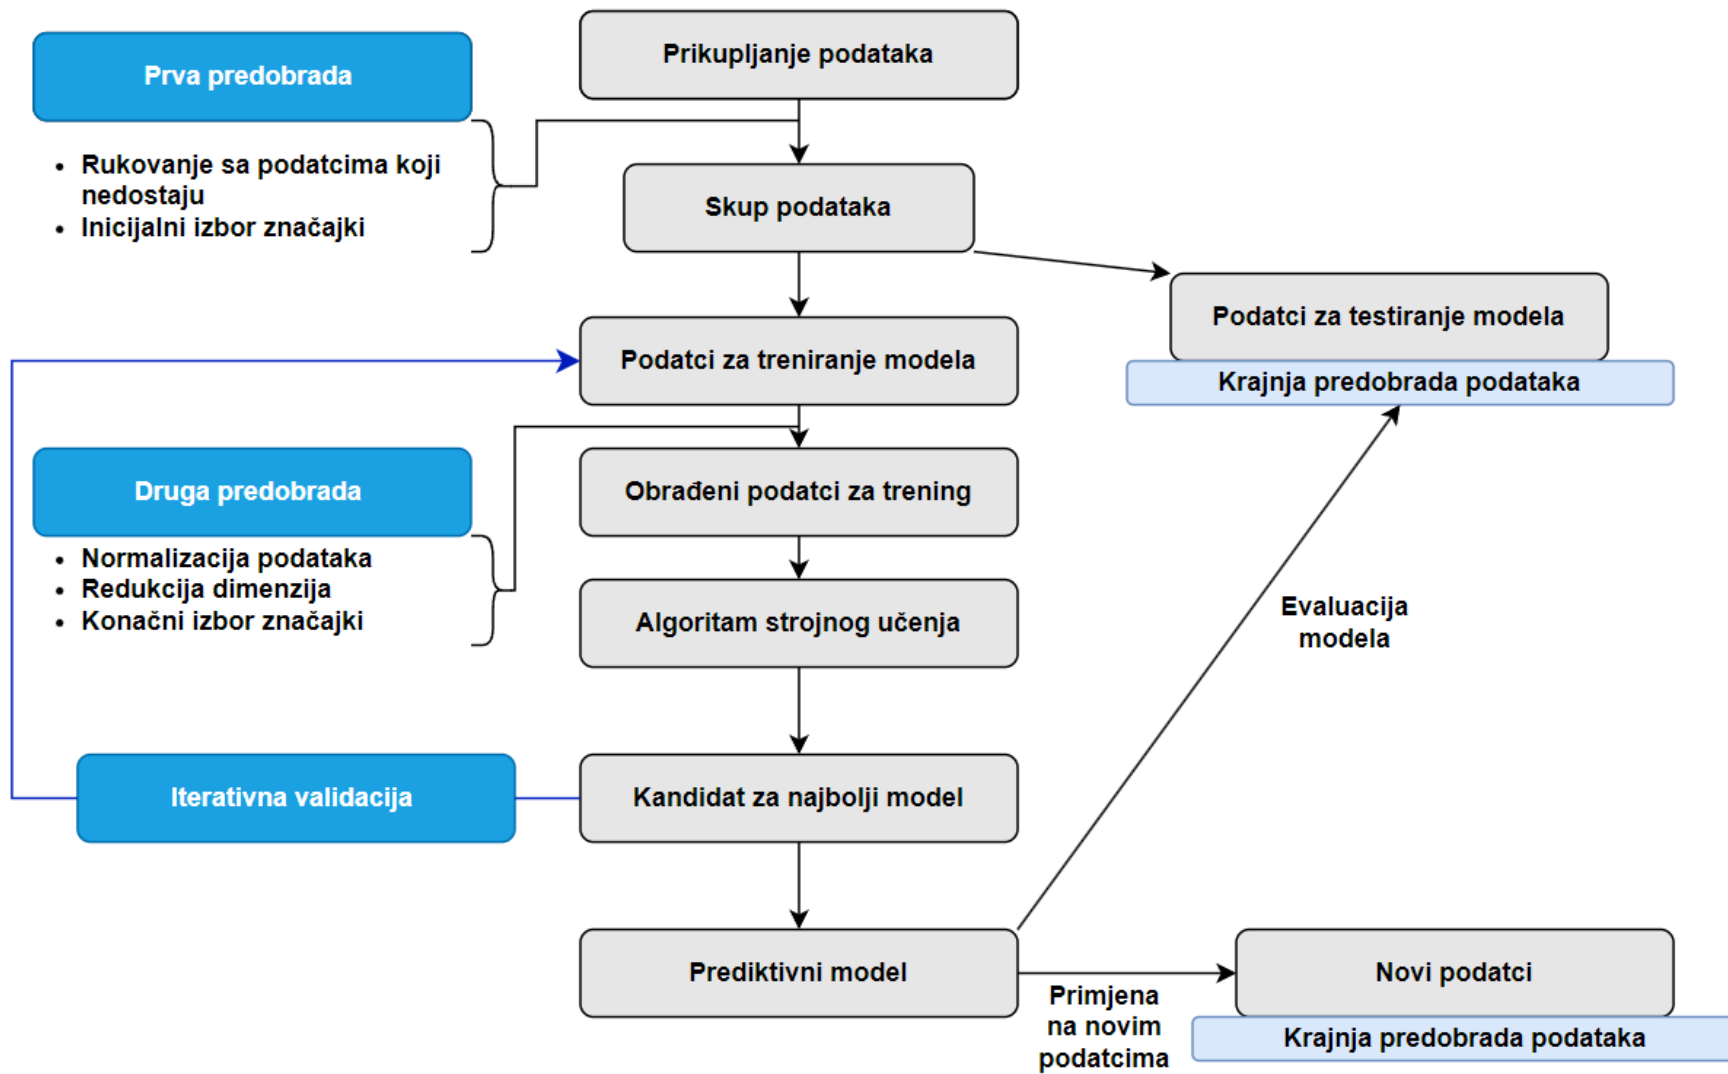 Prikupljanje podataka
Prva predobrada
• Rukovanje sa podatcima koji
nedostaju
• Inicijalni izbor značajki
Skup podataka
Podatci za testiranje modela
Krajnja predobrada podataka
Podatci za treniranje modela
Druga predobrada
• Normalizacija podataka
• Redukcija dimenzija
• Konačni izbor značajki
Obrađeni podatci za trening
Algoritam strojnog učenja
Evaluacija
modela
Iterativna validacija
Kandidat za najbolji model
Prediktivni model
Primjena
na novim
podatcima
Novi podatci
Krajnja predobrada podataka